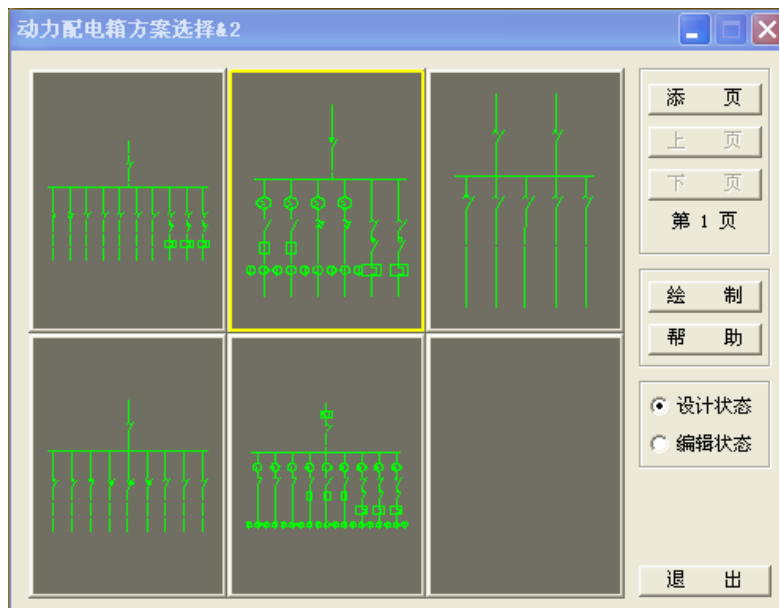 动力配电箱方案选择&2
添 页
上 页
下 页
第 1 页
绘 制
帮 助
设计状态
编辑状态
退 出